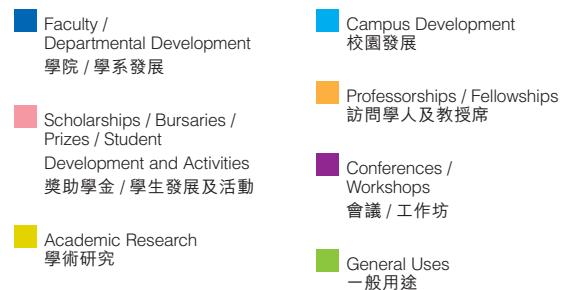 Faculty /
Departmental Development
學院 / 學系發展
Scholarships / Bursaries /
Prizes / Student
Development and Activities
獎助學金 / 學生發展及活動
Academic Research
學術研究
Campus Development
校園發展
Professorships / Fellowships
訪問學人及教授席
Conferences /
Workshops
會議 / 工作坊
General Uses
一般用途